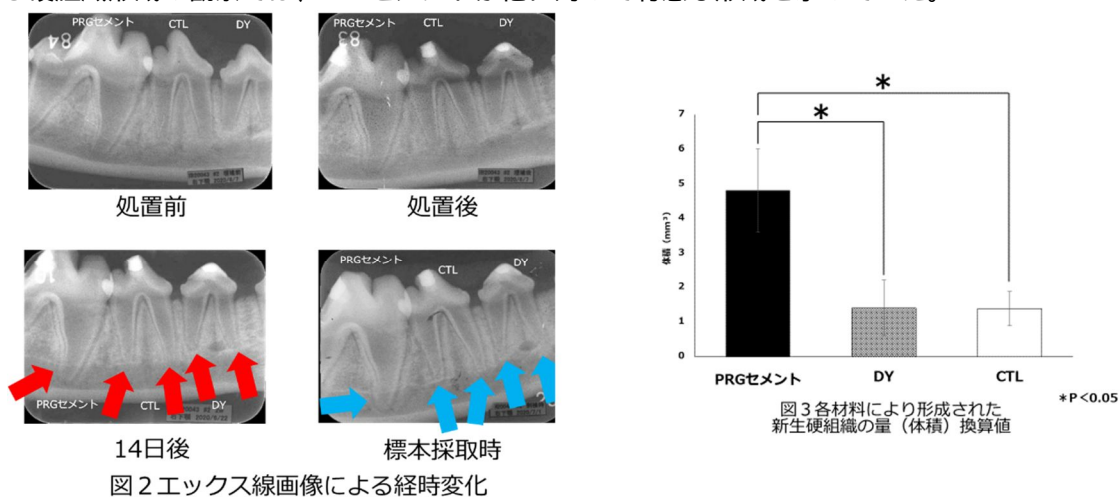 PRGセメント
CTL
DY
84
処置前
PRGセメント
CTL
DY
83
処置後
PRGセメント
CTL
DY
14日後
PRGセメント
CTL
DY
標本採取時
図2エックス線画像による経時変化
*
*
7
6
5
4
3
2
1
0
体積（mm³）
PRGセメント
DY
CTL
*P<0.05
図3各材料により形成された
新生硬組織の量（体積）換算値